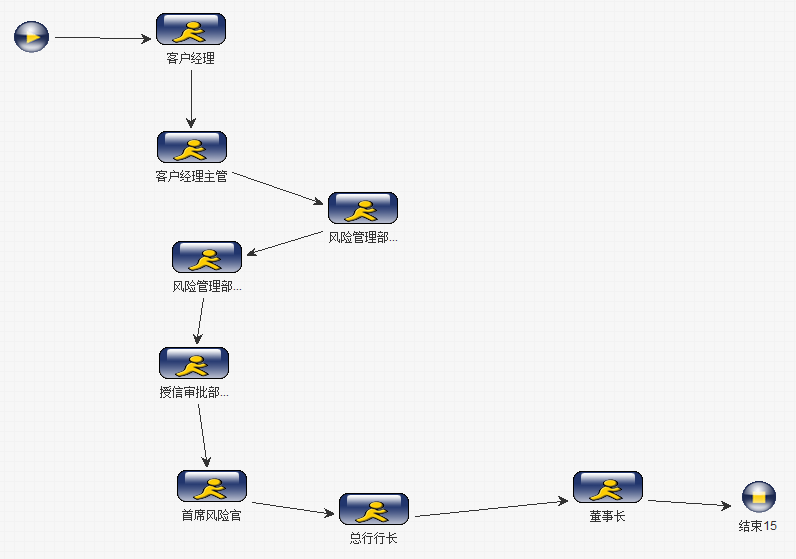 客户经理
客户经理主管
风险管理部...
风险管理部...
授信审批部...
首席风险官
总行行长
董事长
结束15